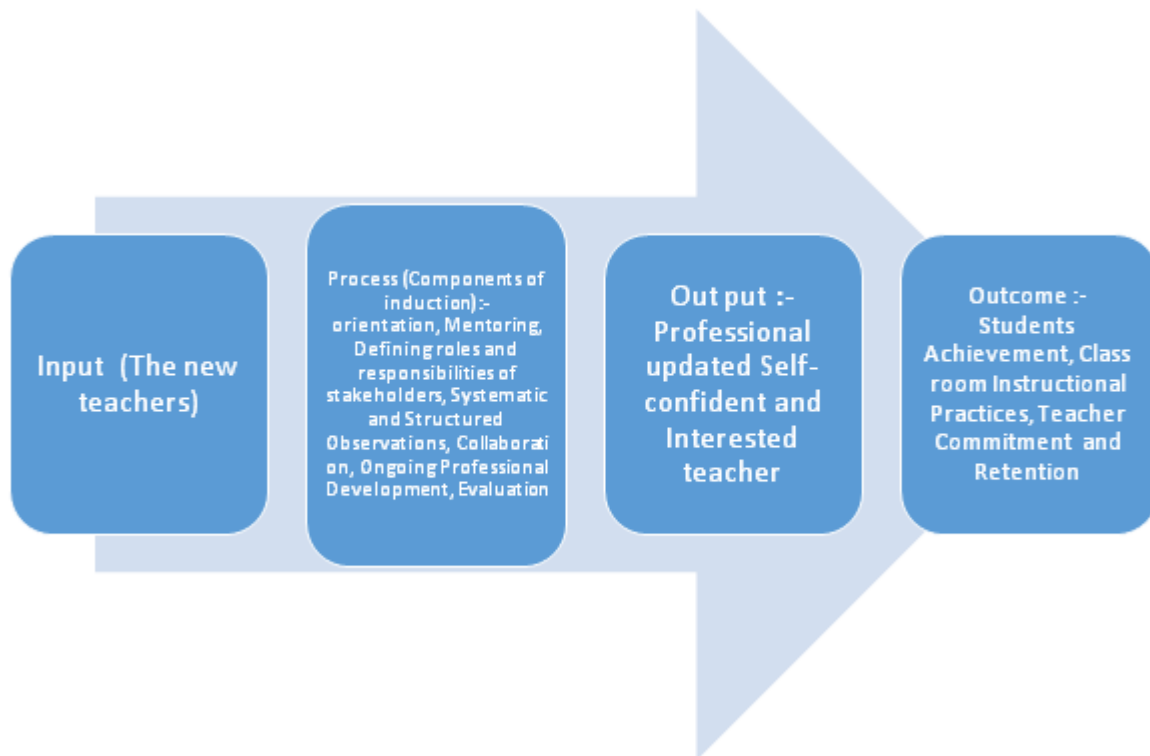 Input (The new
teachers)
Process (Components of
induction):-
orientation, Mentoring,
Defining roles and
responsibilities of
stakeholders, Systematic
and Structured
Observations, Collaborati
on, Ongoing Professional
Development, Evaluation
Out put :-
Professional
updated Self-
confident and
Interested
teacher
Outcome :-
Students
Achievement, Class
room Instructional
Practices, Teacher
Commitment and
Retention